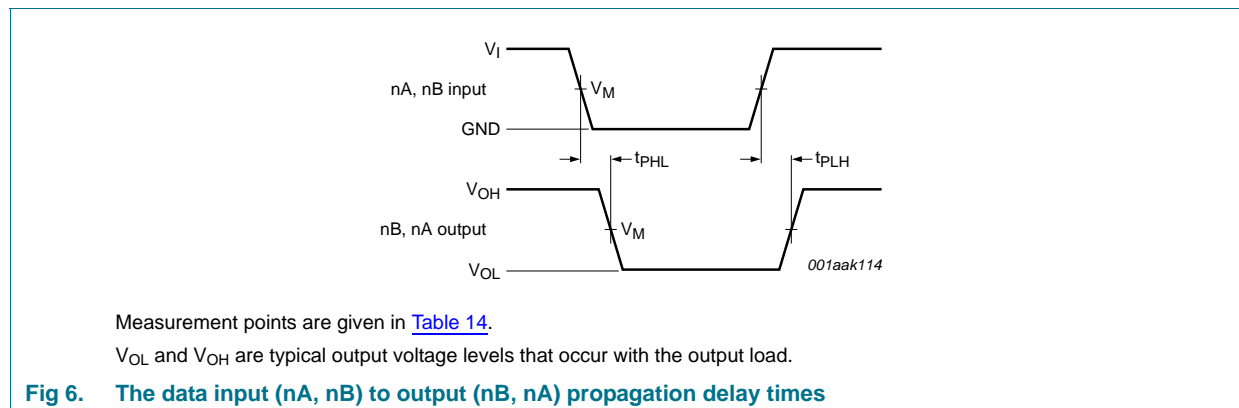 VI
nA, nB input
VM
GND
tPHL
tPLH
VOH
nB, nA output
VM
VOL
001aak114
Measurement points are given in Table 14.
VOL and VOH are typical output voltage levels that occur with the output load.
Fig 6. The data input (nA, nB) to output (nB, nA) propagation delay times